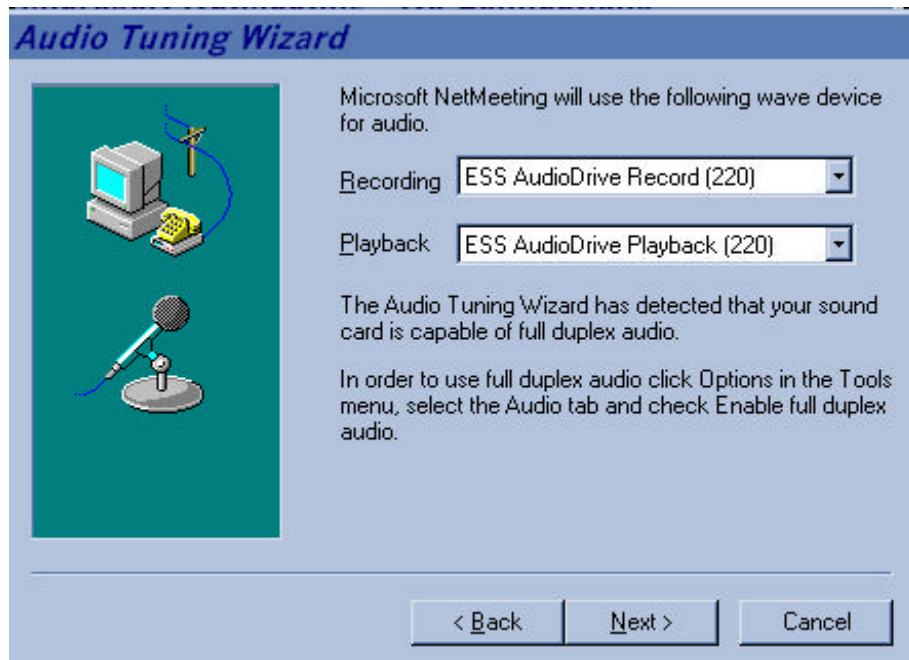 Audio Tuning Wizard
Microsoft NetMeeting will use the following wave device
for audio.
Recording
ESS AudioDrive Record (220)
Playback
ESS AudioDrive Playback (220)
The Audio Tuning Wizard has detected that your sound
card is capable of full duplex audio.
In order to use full duplex audio click Options in the Tools
menu, select the Audio tab and check Enable full duplex
audio.
< Back
Next >
Cancel